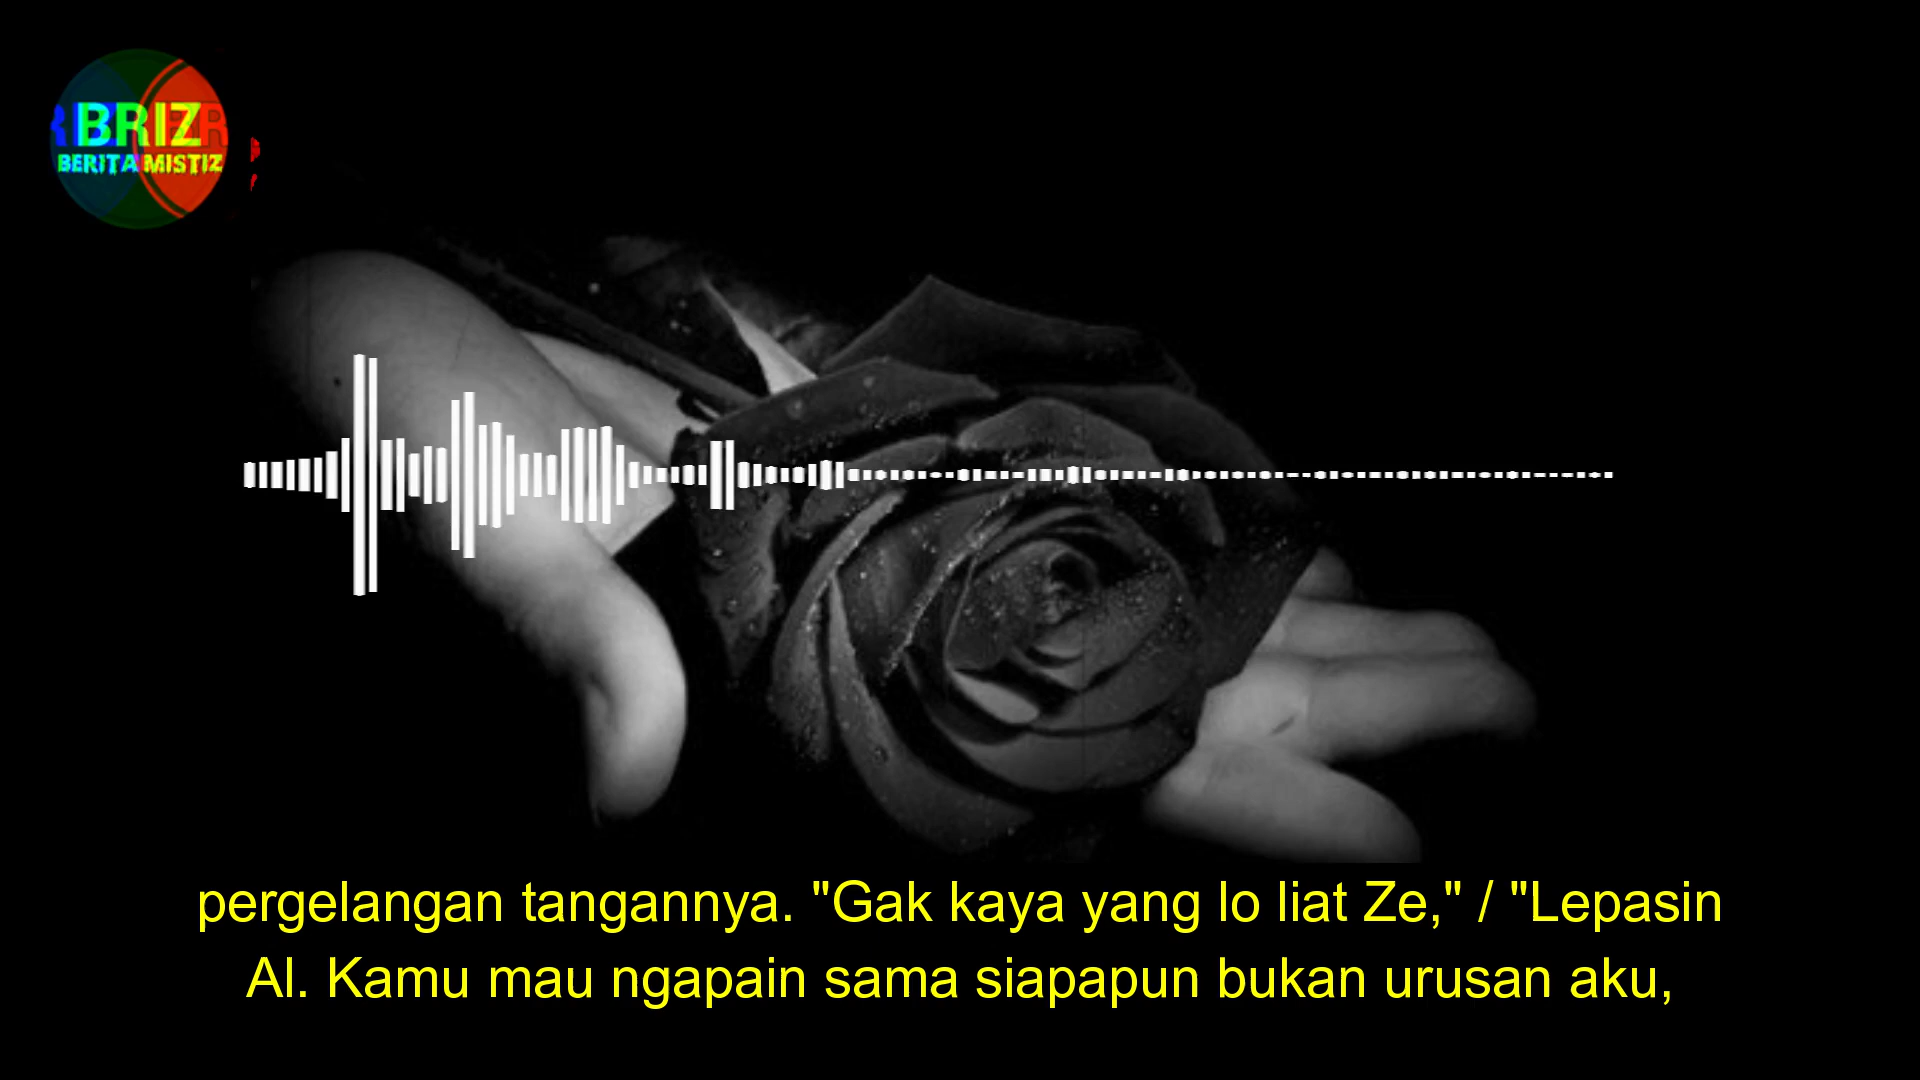 BRIZ
BERITA MISTIZ
pergelangan tangannya. "Gak kaya yang lo liat Ze," / "Lepasin
Al. Kamu mau ngapain sama siapapun bukan urusan aku,